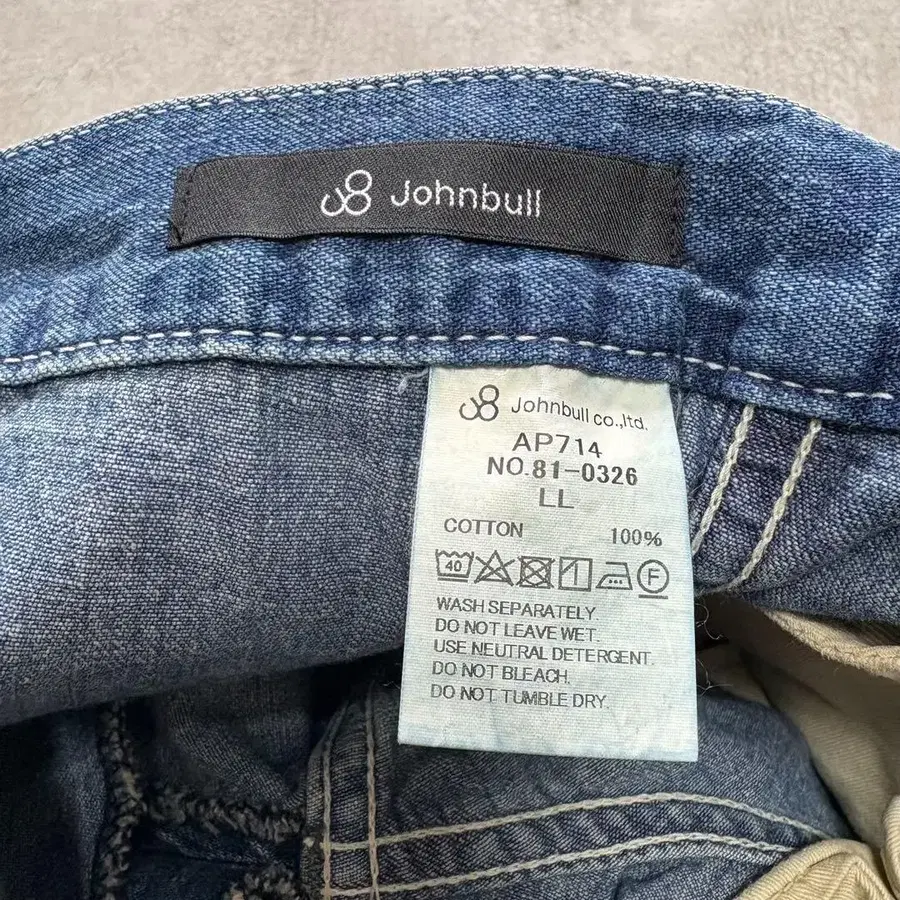 Johnbull
Johnbull co.,ltd.
AP714
NO.81-0326
LL
COTTON 100%
40 F
WASH SEPARATELY.
DO NOT LEAVE WET.
USE NEUTRAL DETERGENT.
DO NOT BLEACH.
DO NOT TUMBLE DRY.